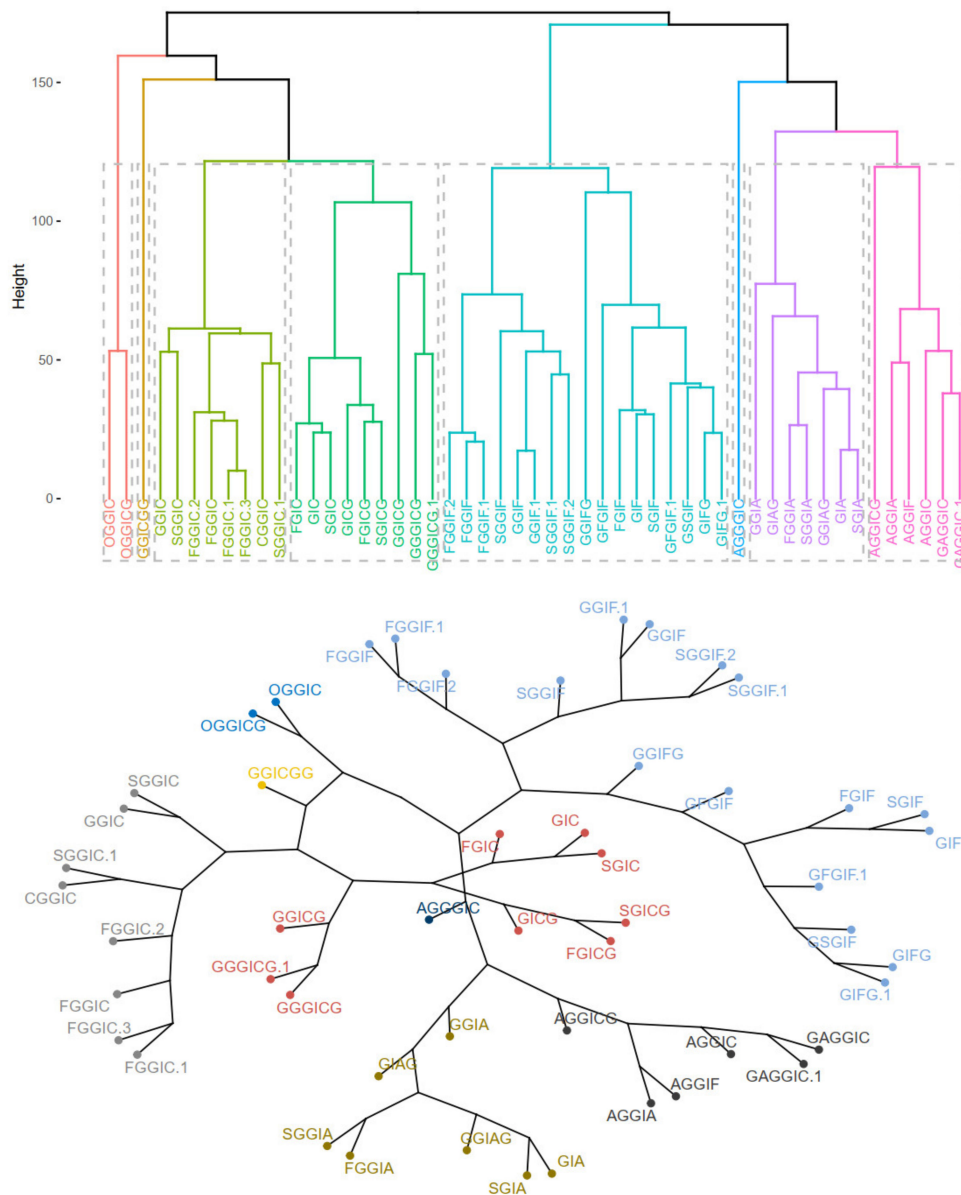 150 -
100 -
50 -
0 -
Height
OGGIC
OGGICG
GGICGG
GGIC
SGGIC
FGGIC.2
FGGIC
FGGIC.1
FGGIC.3
CGGIC
SGGIC.1
FGIC
GIC
SGIC
GICG
FGICG
SGICG
GGICG
GGGICG
GGGICG.1
FGGIF.2
FGGIF
FGGIF.1
SGGIF
GGIF
GGIF.1
SGGIF.1
SGGIF.2
GGIFG
GFGIF
FGIF
GIF
SGIF
GFGIF.1
GSGIF
GIFG
GIFG.1
AGGGIC
GGIA
GIAG
FGGIA
SGGIA
GGIAG
GIA
SGIA
AGGICG
AGGIA
AGGIF
AGGIC
GAGGIC
GAGGIC.1
GGIF.1
FGGIF.1
GGIF
FGGIF
SGGIF.2
OGGIC
FGGIF.2
SGGIF
SGGIF.1
OGGICG
GGICGG
GGIFG
SGGIC
GFGIF
FGIF
SGIF
GGIC
GIC
FGIC
GIF
SGGIC.1
SGIC
CGGIC
GFGIF.1
AGGGIC
GGICG
GICG
SGICG
FGGIC.2
GSGIF
FGICG
GIFG
GGGICG.1
GIFG.1
FGGIC
GGGICG
FGGIC.3
GGIA
AGGICG
AGGIC
GAGGIC
FGGIC.1
GIAG
GAGGIC.1
AGGIF
AGGIA
SGGIA
GGIAG
FGGIA
GIA
SGIA